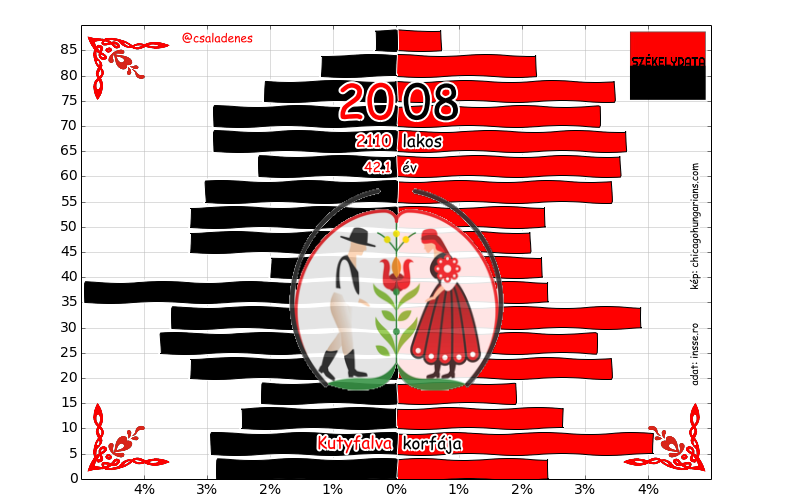 @csaladenes
SZÉKELYDATA
2008
2110 lakos
42.1 év
kép: chicagohungarians.com
adat: insse.ro
Kutyfalva korfája
85
80
75
70
65
60
55
50
45
40
35
30
25
20
15
10
5
0
4% 3% 2% 1% 0% 1% 2% 3% 4%